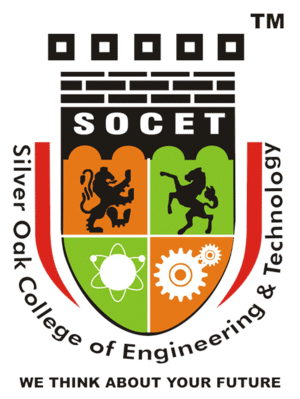 TM
SOCET
Silver Oak College of Engineering & Technology
WE THINK ABOUT YOUR FUTURE